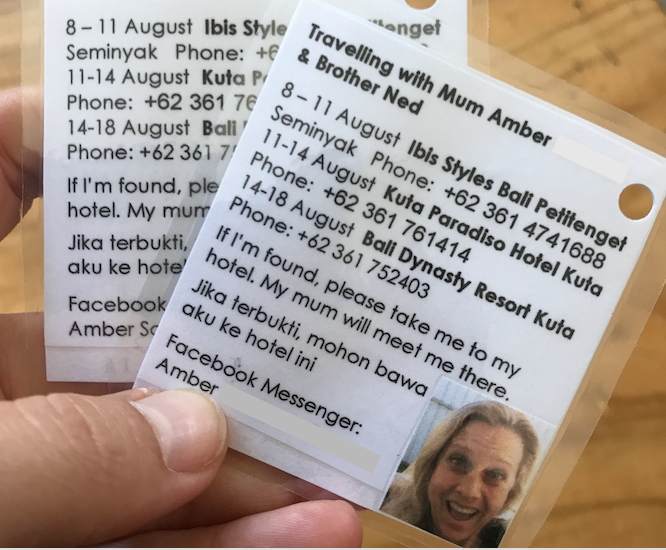 8 – 11 August Ibis Style
Seminyak Phone: +6
11-14 August Kuta
Phone: +62 361 76
14-18 August Bali
Phone: +62 361 7
If I'm found, ple
hotel. My mum
Jika terbukti,
aku ke hote
Facebook
Amber
Travelling with Mum Amber
& Brother Ned
8 – 11 August Ibis Styles Bali Petitenget
Seminyak Phone: +62 361 4741688
11-14 August Kuta Paradiso Hotel Kuta
Phone: +62 361 761414
14-18 August Bali Dynasty Resort Kuta
Phone: +62 361 752403
If I'm found, please take me to my
hotel. My mum will meet me there.
Jika terbukti, mohon bawa
aku ke hotel ini
Facebook Messenger:
Amber